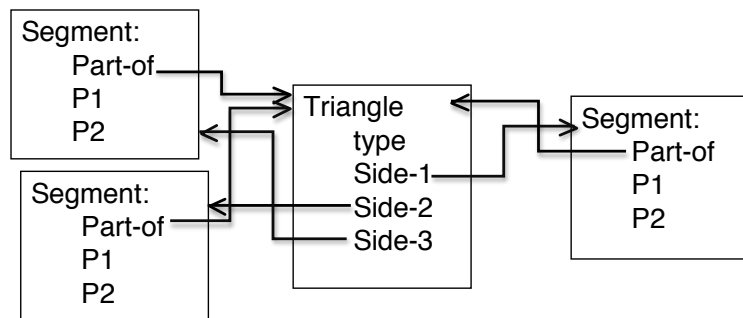 Segment:
Part-of
P1
P2
Segment:
Part-of
P1
P2
Triangle
type
Side-1
Side-2
Side-3
Segment:
Part-of
P1
P2